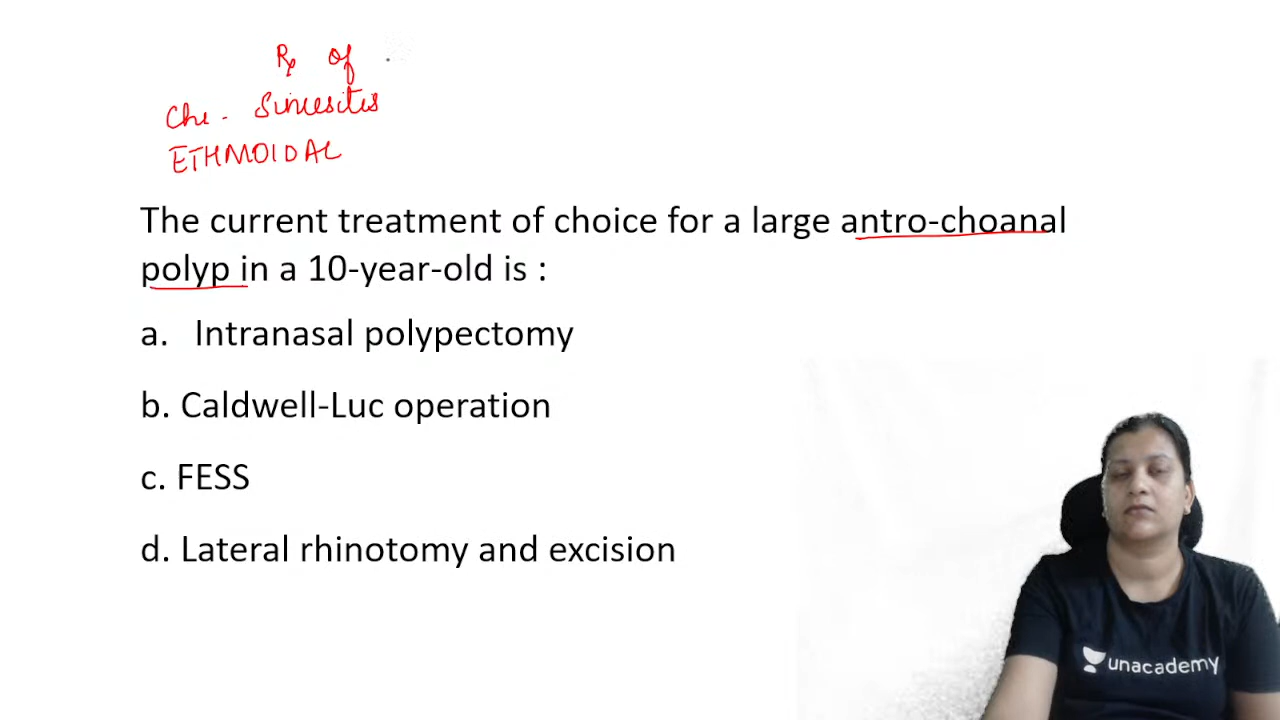 Rx of
Chr. Sinusitis
ETHMOIDAL
The current treatment of choice for a large antro-choanal
polyp in a 10-year-old is :
a. Intranasal polypectomy
b. Caldwell-Luc operation
c. FESS
d. Lateral rhinotomy and excision
unacademy